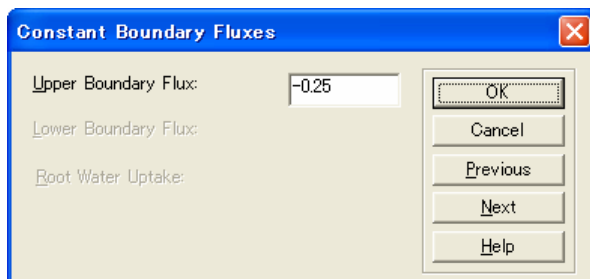 Constant Boundary Fluxes
Upper Boundary Flux: -0.25
Lower Boundary Flux:
Root Water Uptake:
OK
Cancel
Previous
Next
Help